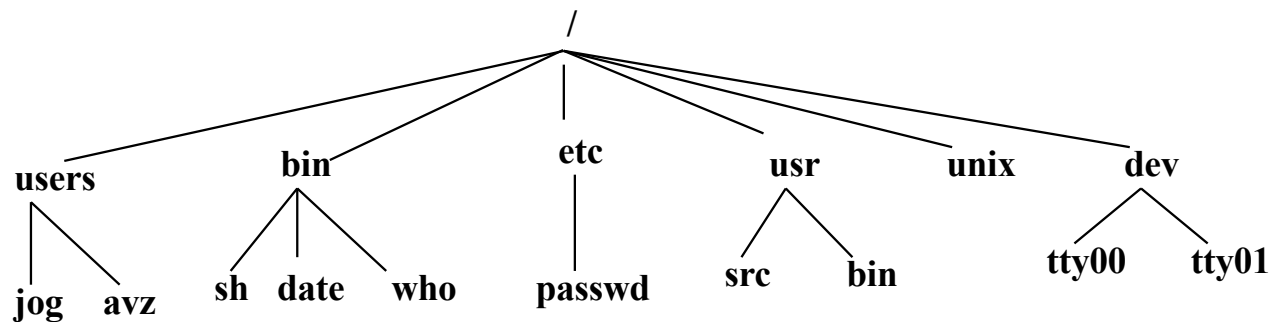 /
users bin etc usr unix dev
jog avz sh date who passwd src bin tty00 tty01